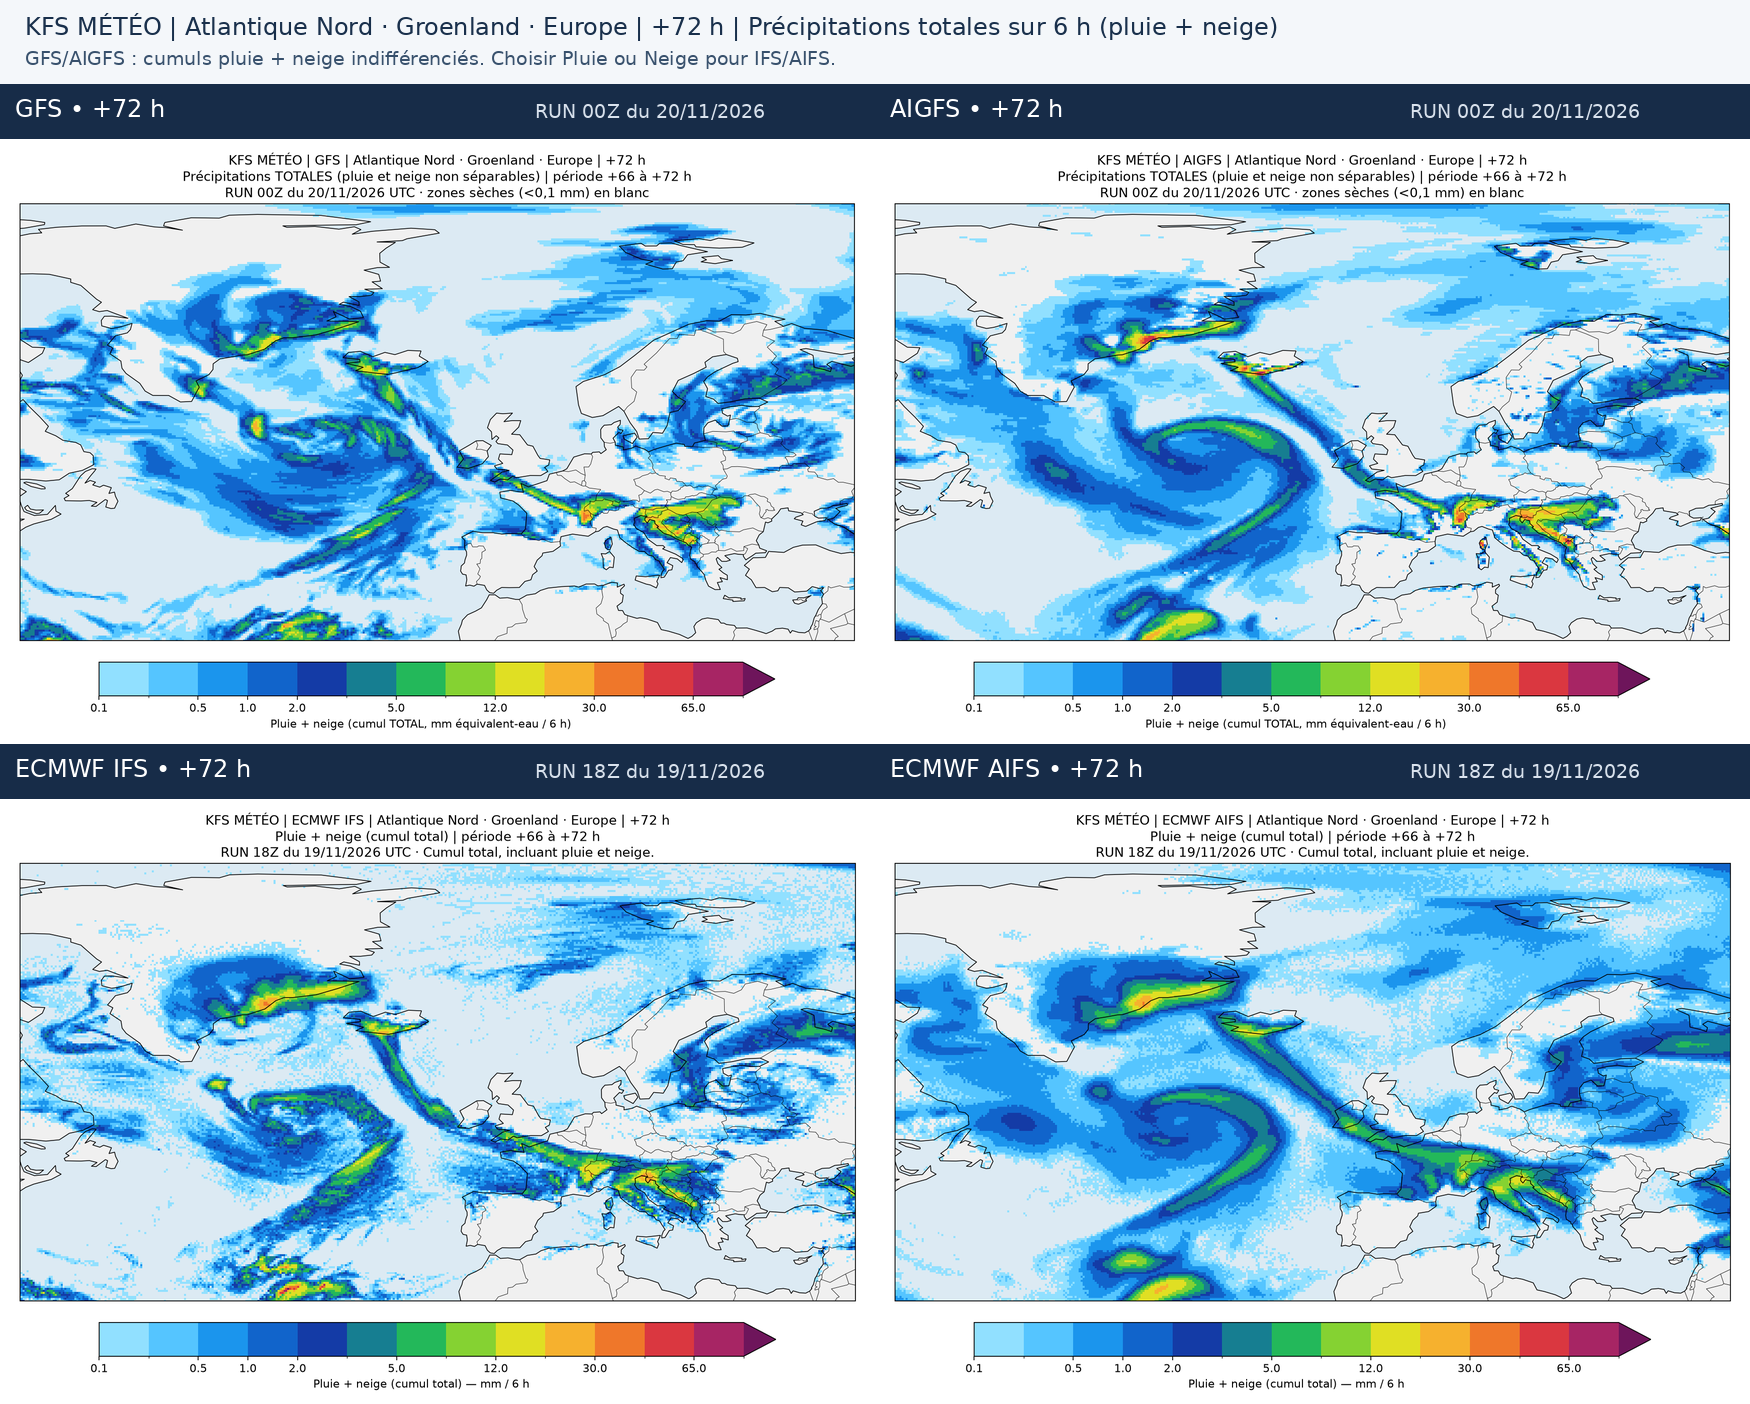 KFS MÉTÉO | Atlantique Nord · Groenland · Europe | +72 h | Précipitations totales sur 6 h (pluie + neige)
GFS/AIGFS : cumuls pluie + neige indifférenciés. Choisir Pluie ou Neige pour IFS/AIFS.
GFS • +72 h RUN 00Z du 20/11/2026
AIGFS • +72 h RUN 00Z du 20/11/2026
KFS MÉTÉO | GFS | Atlantique Nord · Groenland · Europe | +72 h
Précipitations TOTALES (pluie et neige non séparables) | période +66 à +72 h
RUN 00Z du 20/11/2026 UTC · zones sèches (<0,1 mm) en blanc
KFS MÉTÉO | AIGFS | Atlantique Nord · Groenland · Europe | +72 h
Précipitations TOTALES (pluie et neige non séparables) | période +66 à +72 h
RUN 00Z du 20/11/2026 UTC · zones sèches (<0,1 mm) en blanc
0.1 0.5 1.0 2.0 5.0 12.0 30.0 65.0
Pluie + neige (cumul TOTAL, mm équivalent-eau / 6 h)
0.1 0.5 1.0 2.0 5.0 12.0 30.0 65.0
Pluie + neige (cumul TOTAL, mm équivalent-eau / 6 h)
ECMWF IFS • +72 h RUN 18Z du 19/11/2026
ECMWF AIFS • +72 h RUN 18Z du 19/11/2026
KFS MÉTÉO | ECMWF IFS | Atlantique Nord · Groenland · Europe | +72 h
Pluie + neige (cumul total) | période +66 à +72 h
RUN 18Z du 19/11/2026 UTC · Cumul total, incluant pluie et neige.
KFS MÉTÉO | ECMWF AIFS | Atlantique Nord · Groenland · Europe | +72 h
Pluie + neige (cumul total) | période +66 à +72 h
RUN 18Z du 19/11/2026 UTC · Cumul total, incluant pluie et neige.
0.1 0.5 1.0 2.0 5.0 12.0 30.0 65.0
Pluie + neige (cumul total) — mm / 6 h
0.1 0.5 1.0 2.0 5.0 12.0 30.0 65.0
Pluie + neige (cumul total) — mm / 6 h